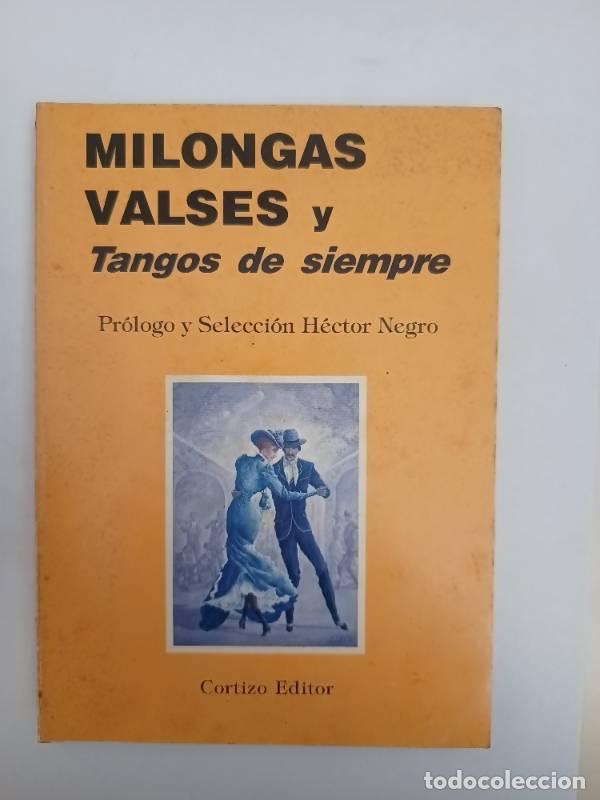 MILONGAS
VALSES y
Tangos de siempre
Prólogo y Selección Héctor Negro
Cortizo Editor
todocoleccion